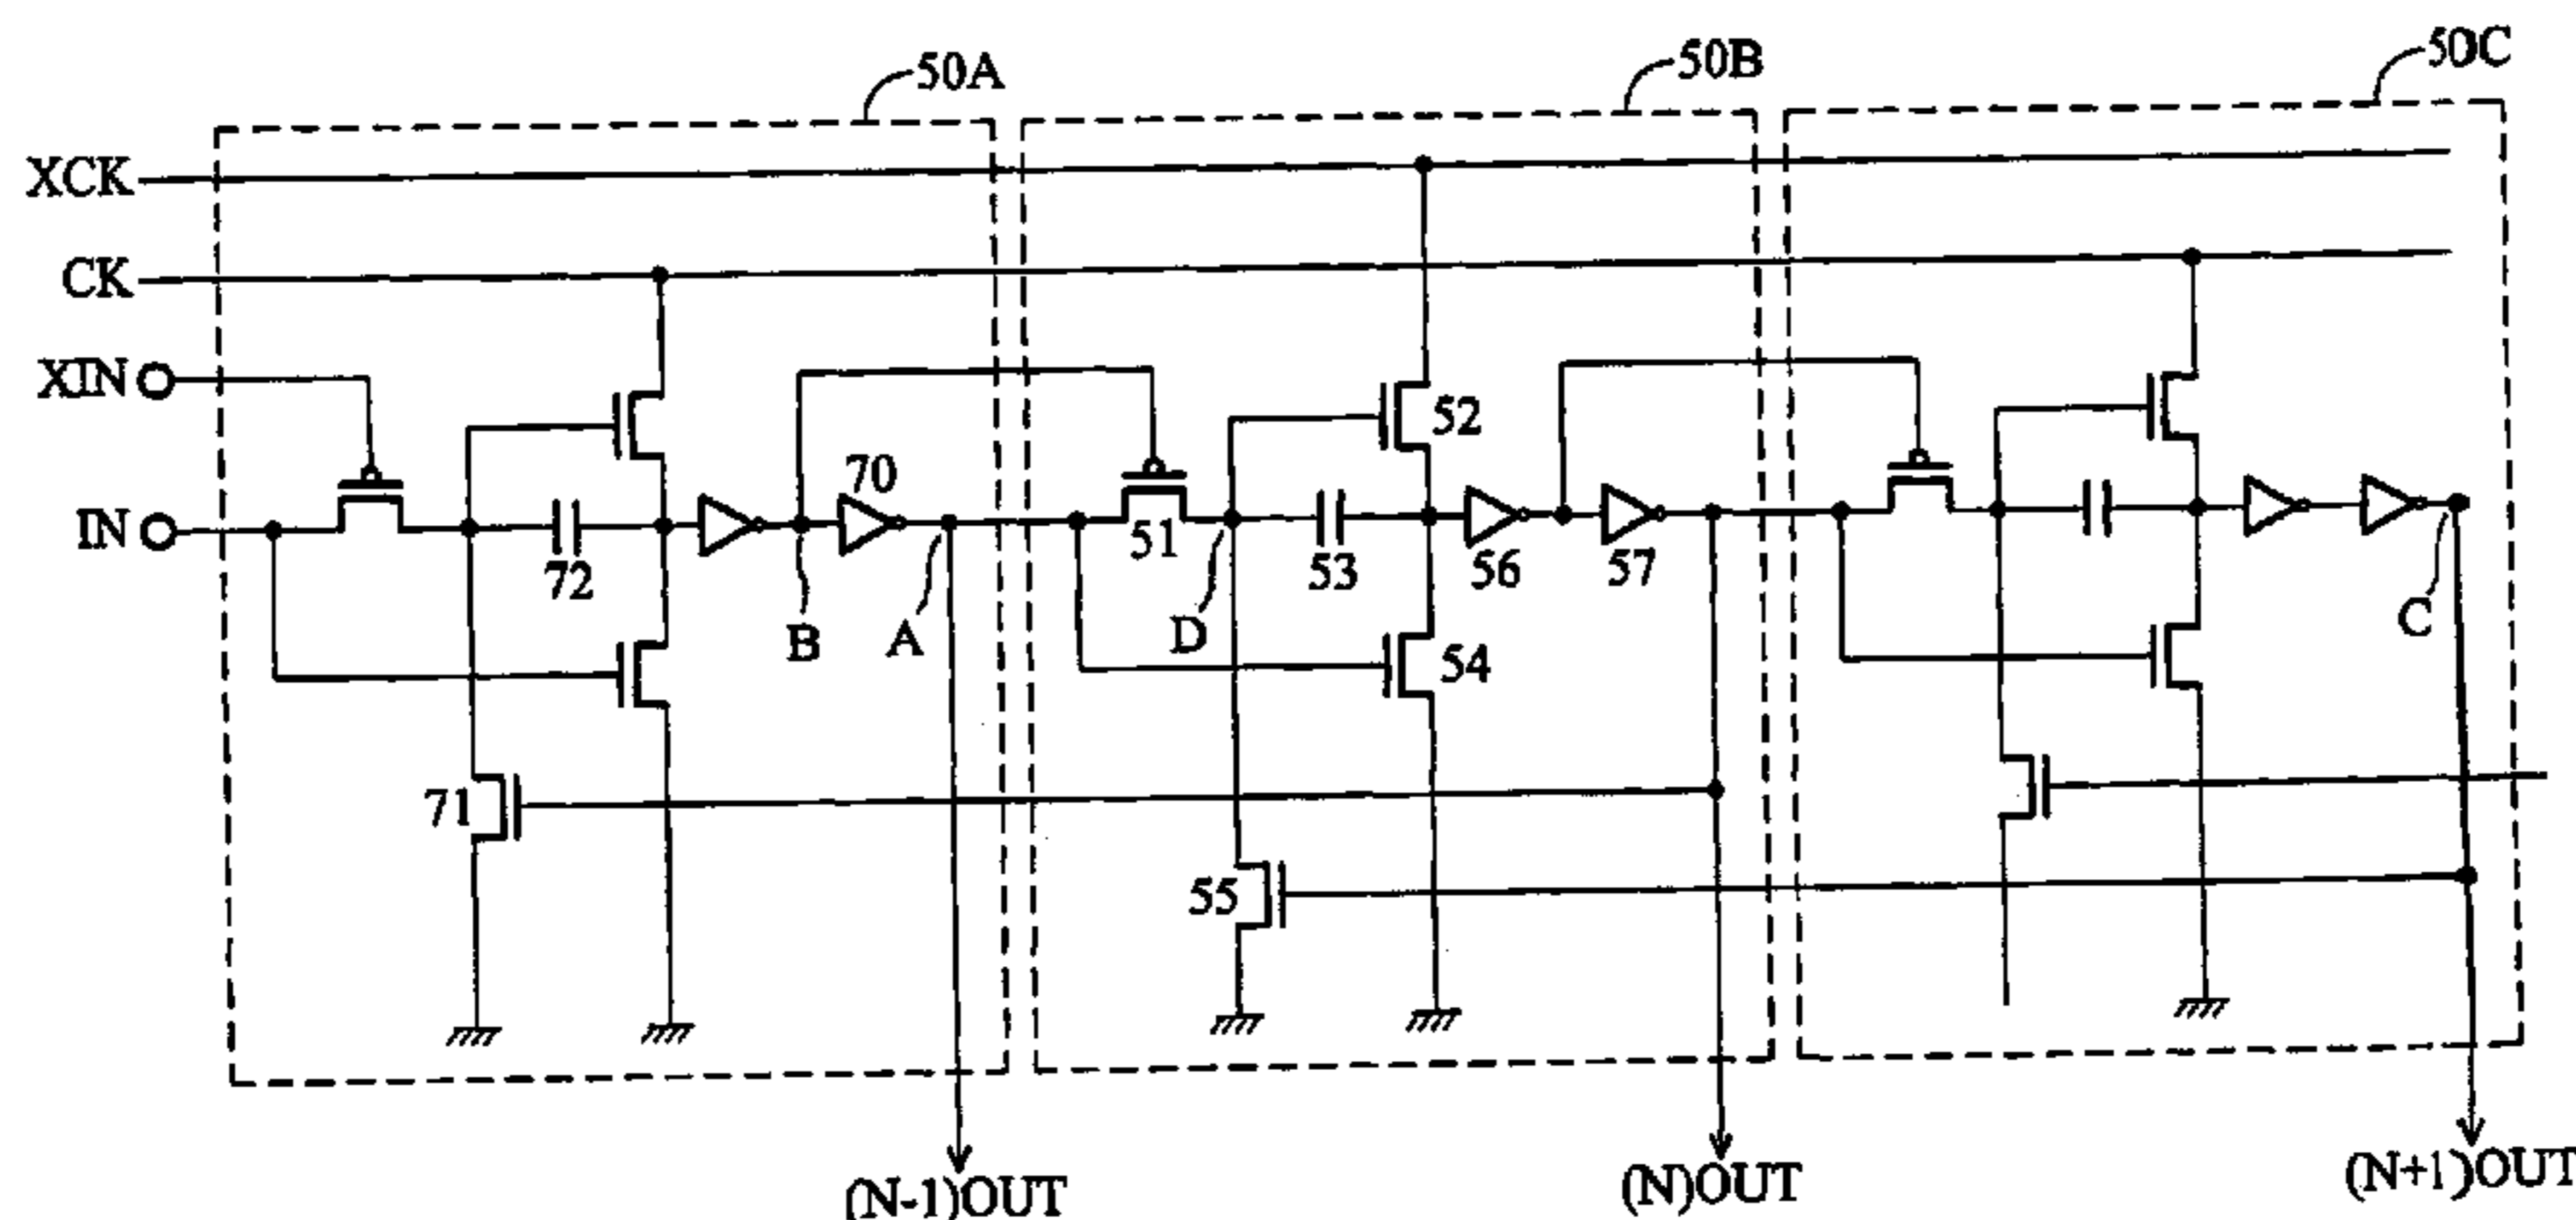 50A
50B
50C
XCK
CK
XIN
IN
52
70
51
72
53
56
57
B
A
D
C
54
71
55
(N-1)OUT
(N)OUT
(N+1)OUT